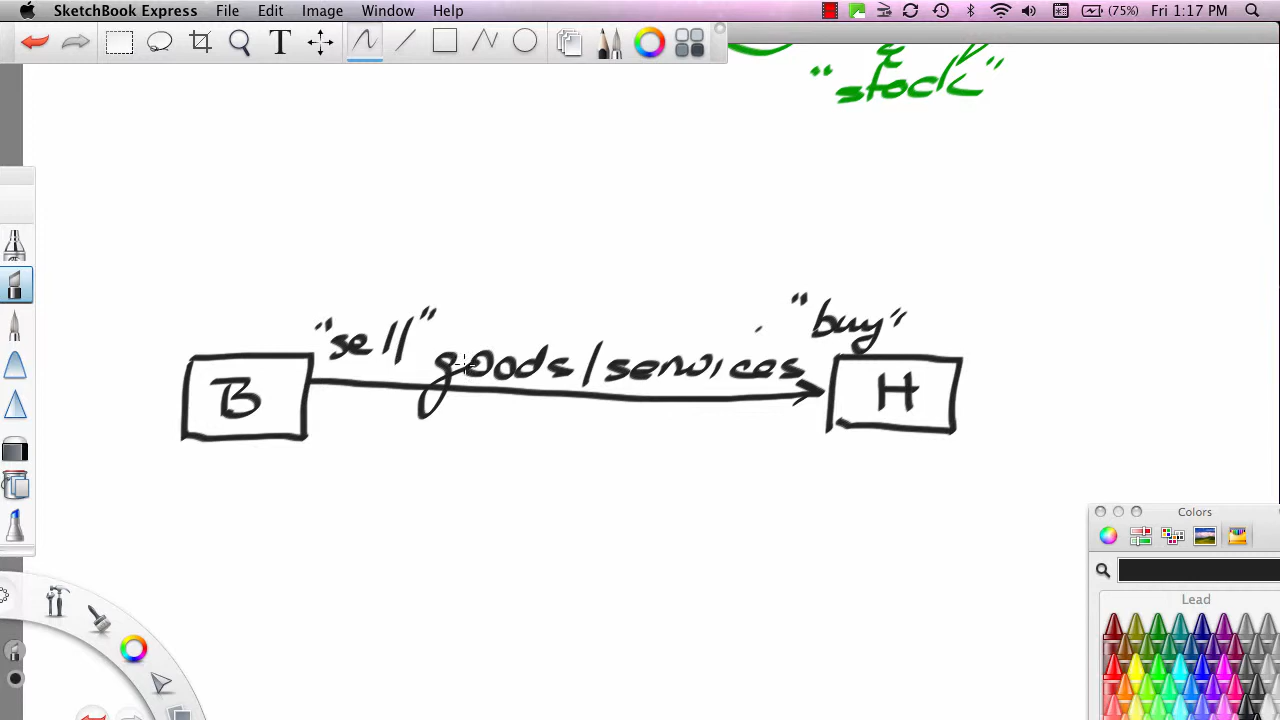 SketchBook Express File Edit Image Window Help (75%) Fri 1:17 PM
T
"stock"
"sell" "buy"
goods/services
B H
Colors
Lead